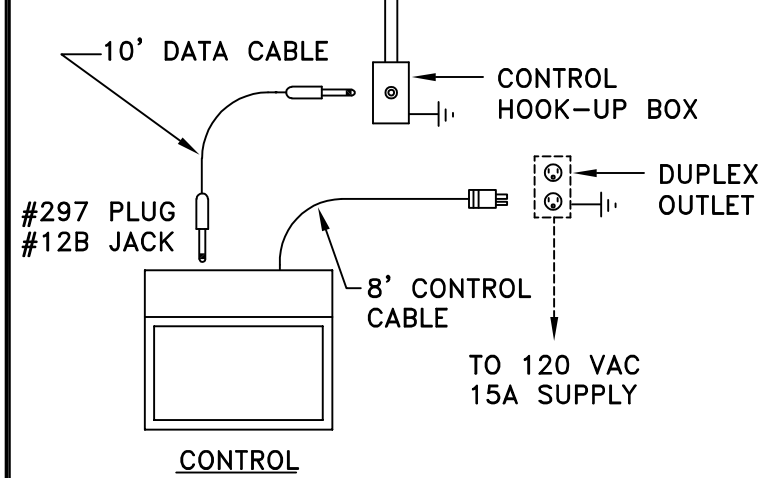 10' DATA CABLE
CONTROL
HOOK-UP BOX
DUPLEX
OUTLET
#297 PLUG
#12B JACK
8' CONTROL
CABLE
TO 120 VAC
15A SUPPLY
CONTROL